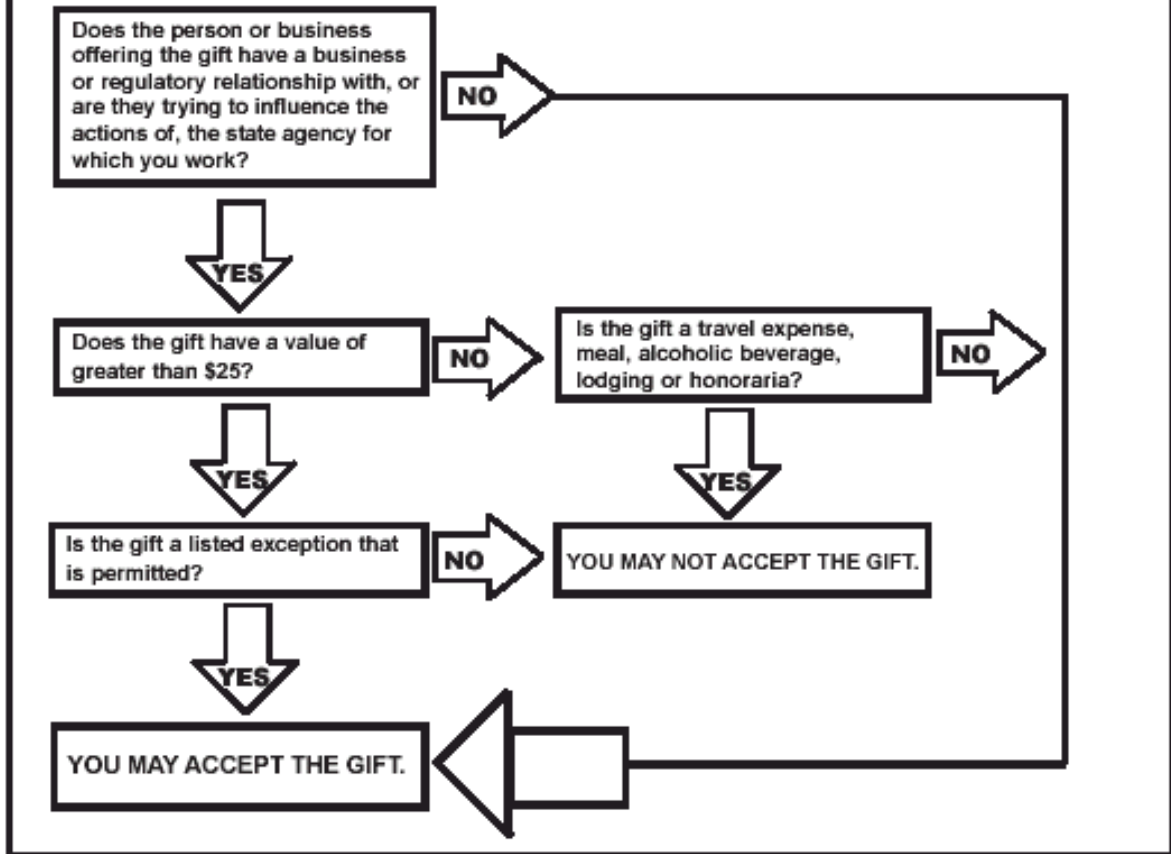 Does the person or business
offering the gift have a business
or regulatory relationship with, or
are they trying to influence the
actions of, the state agency for
which you work?
NO
YES
Does the gift have a value of
greater than $25?
NO
Is the gift a travel expense,
meal, alcoholic beverage,
lodging or honoraria?
NO
YES
YES
Is the gift a listed exception that
is permitted?
NO
YOU MAY NOT ACCEPT THE GIFT.
YES
YOU MAY ACCEPT THE GIFT.